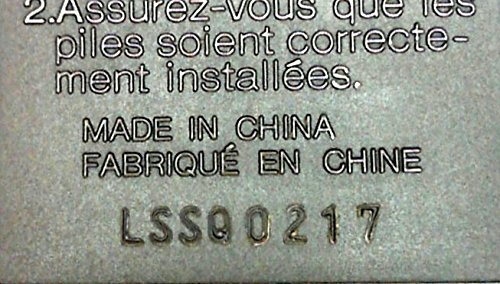 2.Assurez-vous que les
piles soient correcte-
ment installées.
MADE IN CHINA
FABRIQUÉ EN CHINE
LSSQ0217